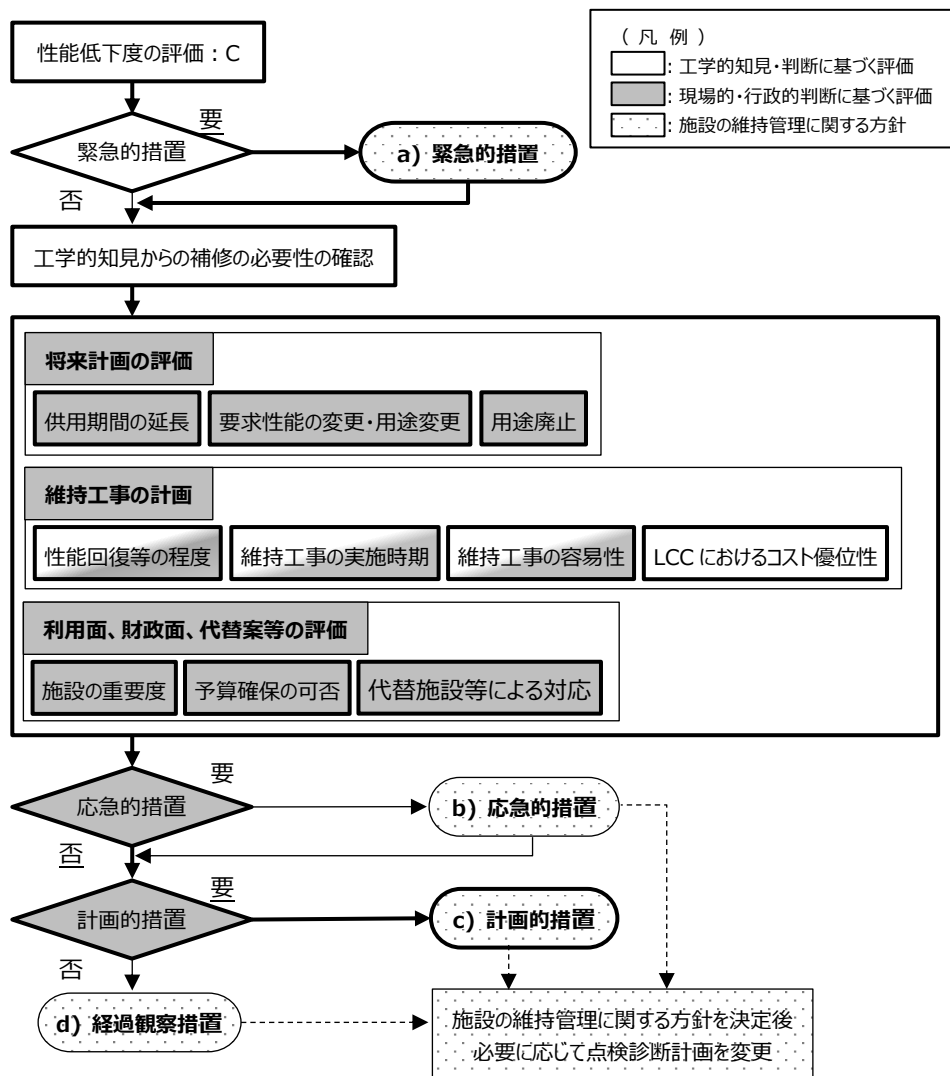 (凡 例)
: 工学的知見・判断に基づく評価
: 現場的・行政的判断に基づく評価
: 施設の維持管理に関する方針
性能低下度の評価：C
要
緊急的措置
a) 緊急的措置
否
工学的知見からの補修の必要性の確認
将来計画の評価
供用期間の延長
要求性能の変更・用途変更
用途廃止
維持工事の計画
性能回復等の程度
維持工事の実施時期
維持工事の容易性
LCC におけるコスト優位性
利用面、財政面、代替案等の評価
施設の重要度
予算確保の可否
代替施設等による対応
要
応急的措置
b) 応急的措置
否
要
計画的措置
c) 計画的措置
否
d) 経過観察措置
施設の維持管理に関する方針を決定後
必要に応じて点検診断計画を変更